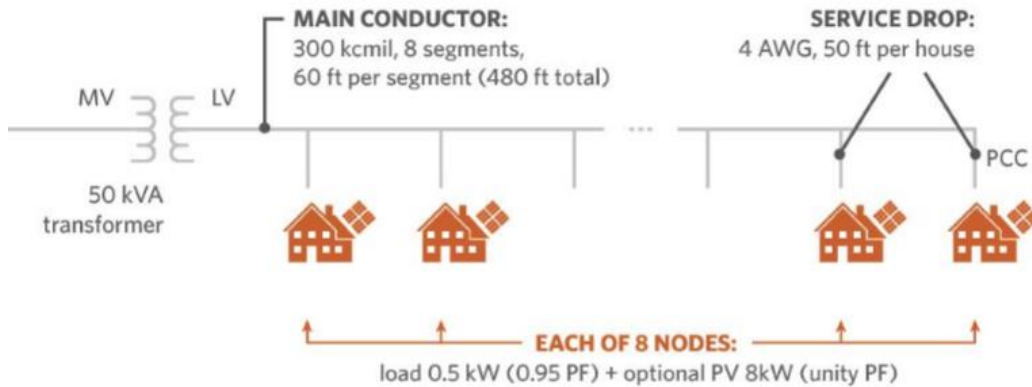 MAIN CONDUCTOR:
300 kcmil, 8 segments,
60 ft per segment (480 ft total)
SERVICE DROP:
4 AWG, 50 ft per house
MV
LV
...
PCC
50 kVA
transformer
EACH OF 8 NODES:
load 0.5 kW (0.95 PF) + optional PV 8kW (unity PF)